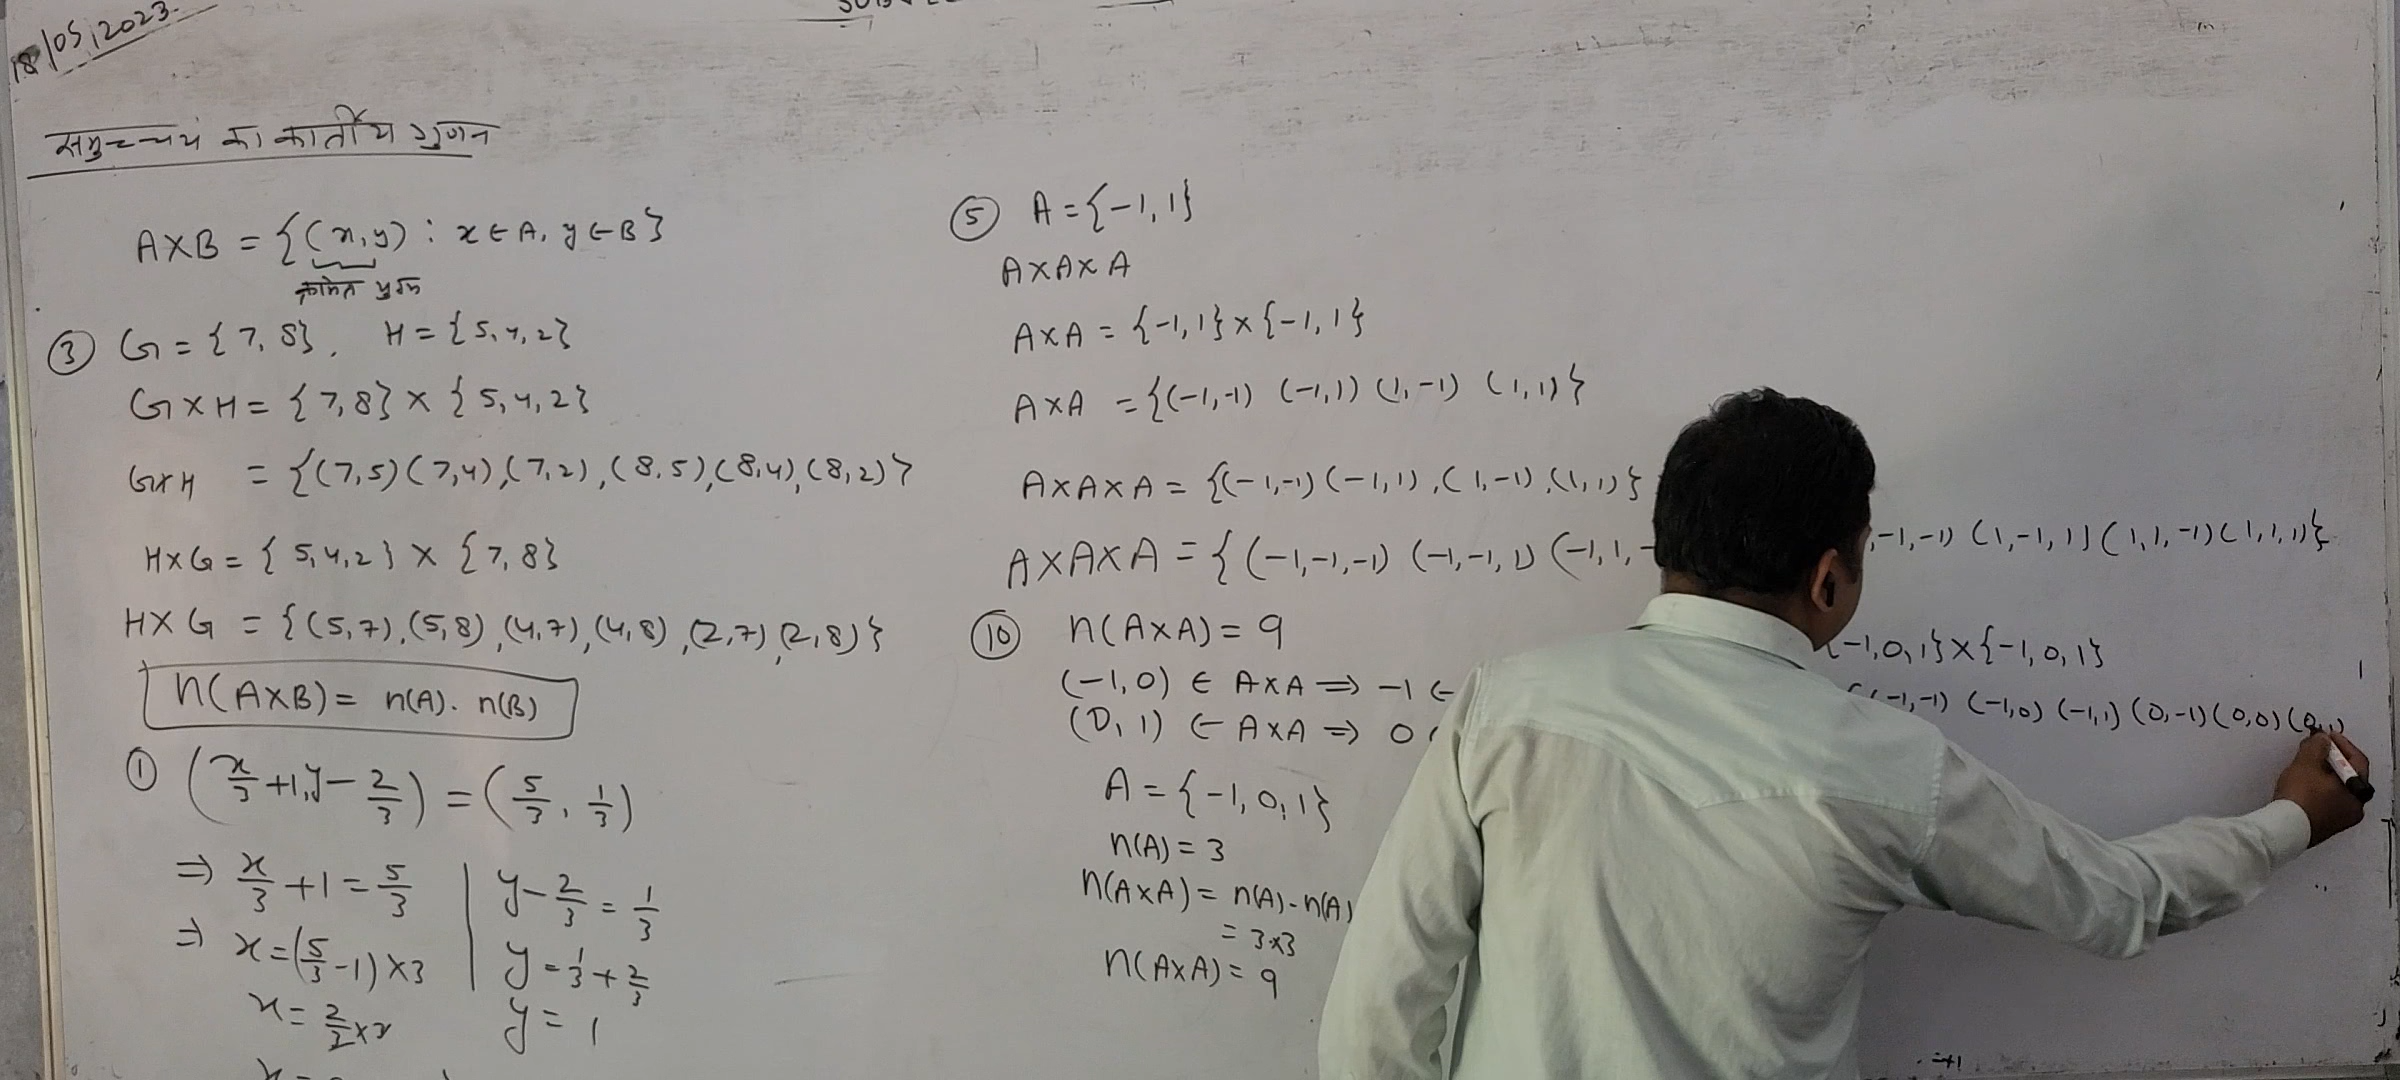 18/05/2023
समुच्चय का कार्तीय गुणन
A×B = {(x,y) : x∈A, y∈B}
क्रमित युग्म
③ G = {7, 8}, H = {5, 4, 2}
G×H = {7,8} × {5,4,2}
G×H = {(7,5)(7,4),(7,2),(8,5),(8,4),(8,2)}
H×G = {5,4,2} × {7,8}
H×G = {(5,7),(5,8),(4,7),(4,8),(2,7),(2,8)}
n(A×B) = n(A). n(B)
① (x/3 +1, y - 2/3) = (5/3, 1/3)
⇒ x/3 + 1 = 5/3 | y - 2/3 = 1/3
⇒ x = (5/3 - 1) × 3 | y = 1/3 + 2/3
y = 1
⑤ A = {-1, 1}
A×A×A
A×A = {-1,1} × {-1,1}
A×A = {(-1,-1) (-1,1) (1,-1) (1,1)}
A×A×A = {(-1,-1) (-1,1), (1,-1), (1,1)}
A×A×A = {(-1,-1,-1) (-1,-1,1) (-1,1,- ,-1,-1) (1,-1,1) (1,1,-1) (1,1,1)}
⑩ n(A×A) = 9
(-1,0) ∈ A×A ⇒ -1 ∈
(0,1) ∈ A×A ⇒ 0
A = {-1,0,1}
n(A) = 3
n(A×A) = n(A)·n(A)
= 3×3
n(A×A) = 9
{-1,0,1}×{-1,0,1}
{(-1,-1) (-1,0) (-1,1) (0,-1) (0,0) (0,1)